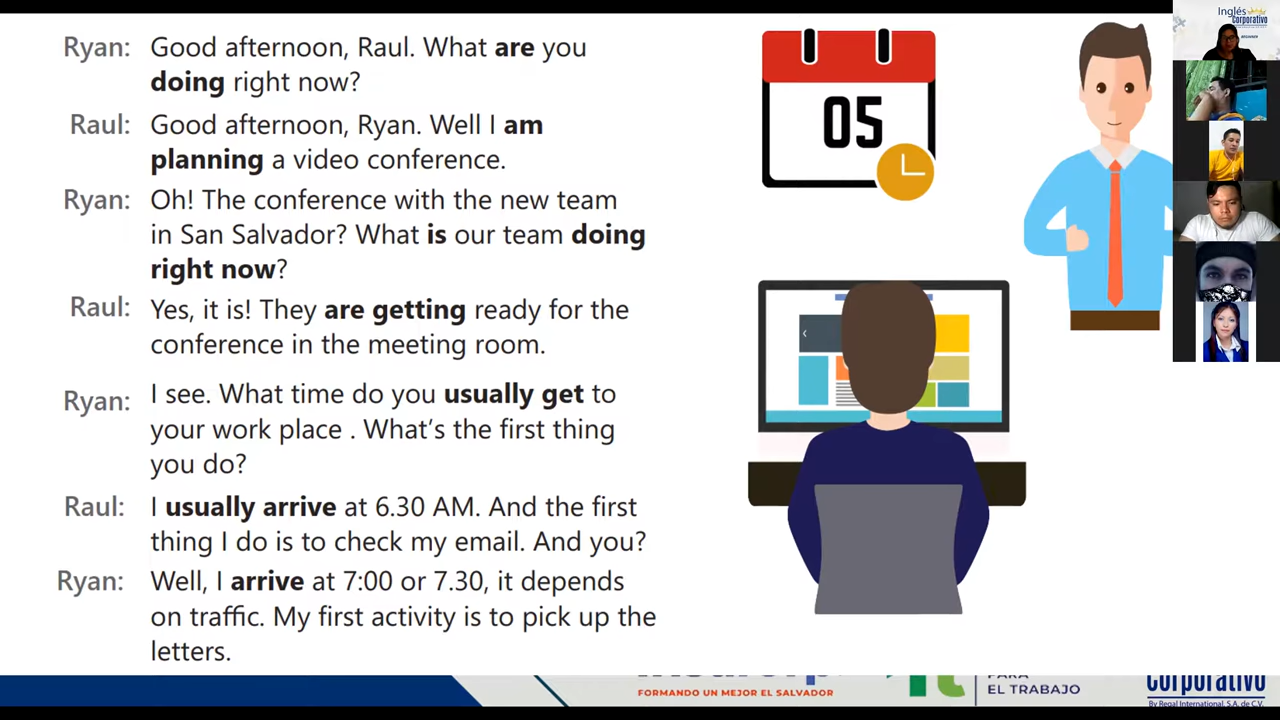 Ryan: Good afternoon, Raul. What are you
doing right now?
Raul: Good afternoon, Ryan. Well I am
planning a video conference.
Ryan: Oh! The conference with the new team
in San Salvador? What is our team doing
right now?
Raul: Yes, it is! They are getting ready for the
conference in the meeting room.
Ryan: I see. What time do you usually get to
your work place . What's the first thing
you do?
Raul: I usually arrive at 6.30 AM. And the first
thing I do is to check my email. And you?
Ryan: Well, I arrive at 7:00 or 7.30, it depends
on traffic. My first activity is to pick up the
letters.
05
Inglés
Corporativo
FORMANDO UN MEJOR EL SALVADOR
PARA
EL TRABAJO
corporativo
By Regal International, S.A. de C.V.